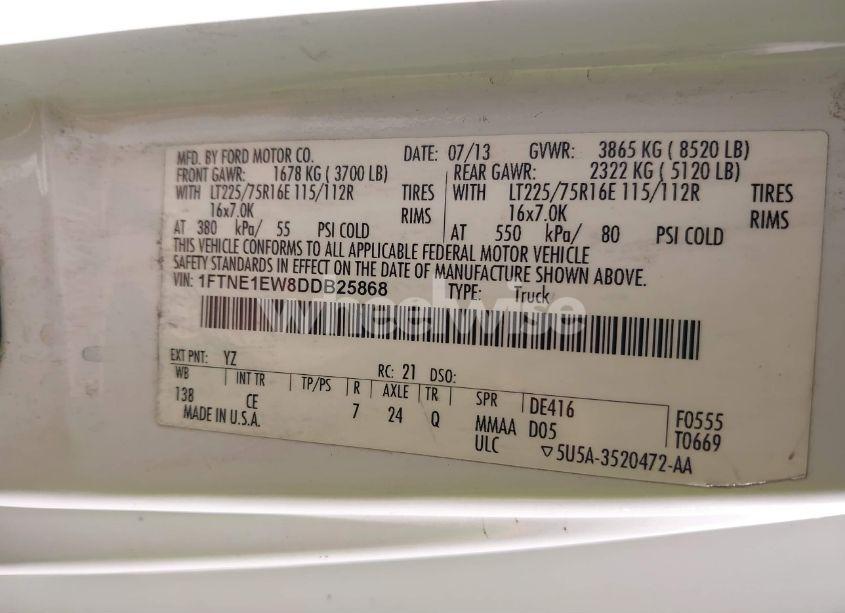 MFD. BY FORD MOTOR CO. DATE: 07/13 GVWR: 3865 KG ( 8520 LB)
FRONT GAWR: 1678 KG ( 3700 LB) REAR GAWR: 2322 KG ( 5120 LB)
WITH LT225/75R16E 115/112R TIRES WITH LT225/75R16E 115/112R TIRES
16x7.0K RIMS 16x7.0K RIMS
AT 380 kPa/ 55 PSI COLD AT 550 kPa/ 80 PSI COLD
THIS VEHICLE CONFORMS TO ALL APPLICABLE FEDERAL MOTOR VEHICLE
SAFETY STANDARDS IN EFFECT ON THE DATE OF MANUFACTURE SHOWN ABOVE.
VIN: 1FTNE1EW8DDB25868 TYPE: Truck
wheelwise
EXT PNT: YZ RC: 21 DSO:
WB INT TR TP/PS R AXLE TR SPR DE416 F0555
138 CE 7 24 Q MMAA D05 T0669
MADE IN U.S.A. ULC ▽5U5A-3520472-AA